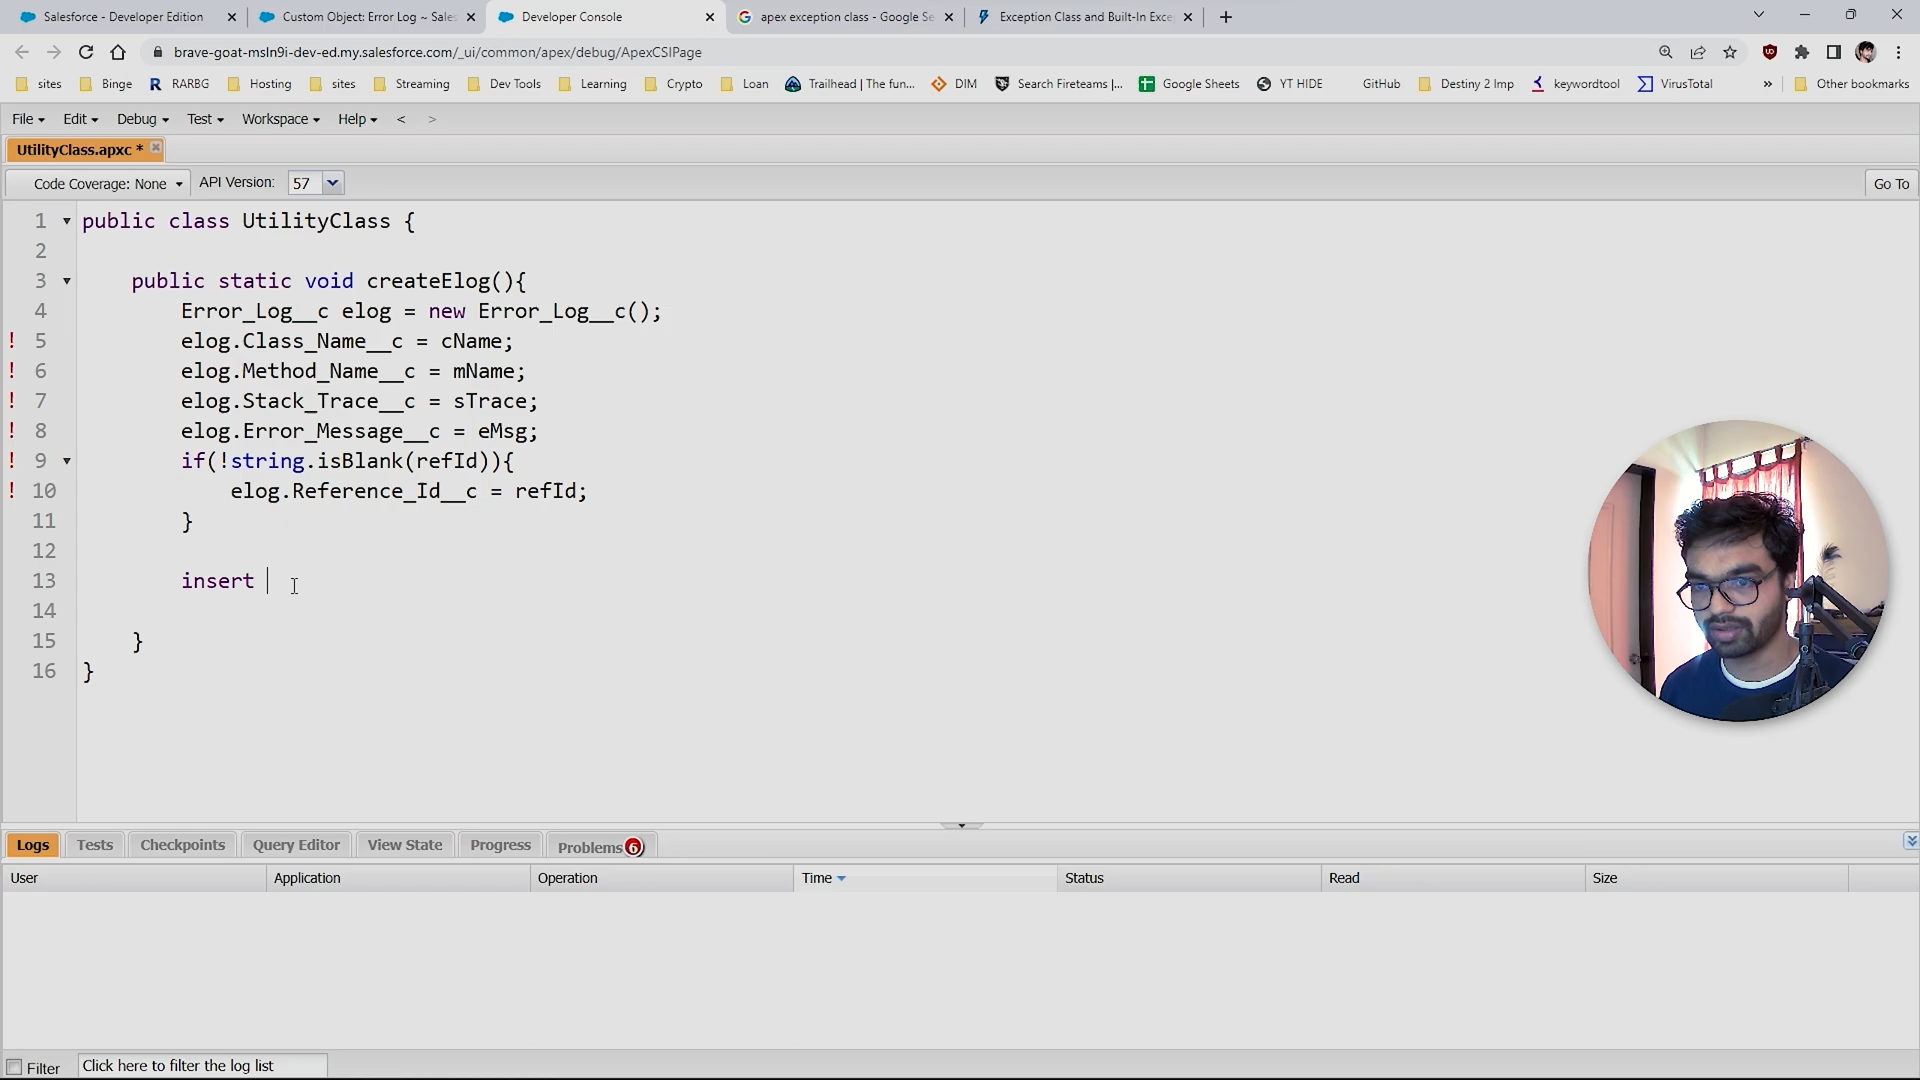 Salesforce - Developer Edition
Custom Object: Error Log ~ Sales
Developer Console
apex exception class - Google Se
Exception Class and Built-In Exce
brave-goat-msln9i-dev-ed.my.salesforce.com/_ui/common/apex/debug/ApexCSIPage
sites Binge RARBG Hosting sites Streaming Dev Tools Learning Crypto Loan Trailhead | The fun... DIM Search Fireteams |... Google Sheets YT HIDE GitHub Destiny 2 Imp keywordtool VirusTotal » Other bookmarks
File Edit Debug Test Workspace Help < >
UtilityClass.apxc *
Code Coverage: None API Version: 57 Go To
1 public class UtilityClass {
2
3 public static void createElog(){
4 Error_Log__c elog = new Error_Log__c();
! 5 elog.Class_Name__c = cName;
! 6 elog.Method_Name__c = mName;
! 7 elog.Stack_Trace__c = sTrace;
! 8 elog.Error_Message__c = eMsg;
! 9 if(!string.isBlank(refId)){
! 10 elog.Reference_Id__c = refId;
11 }
12
13 insert
14
15 }
16 }
Logs Tests Checkpoints Query Editor View State Progress Problems 6
User Application Operation Time Status Read Size
Filter Click here to filter the log list